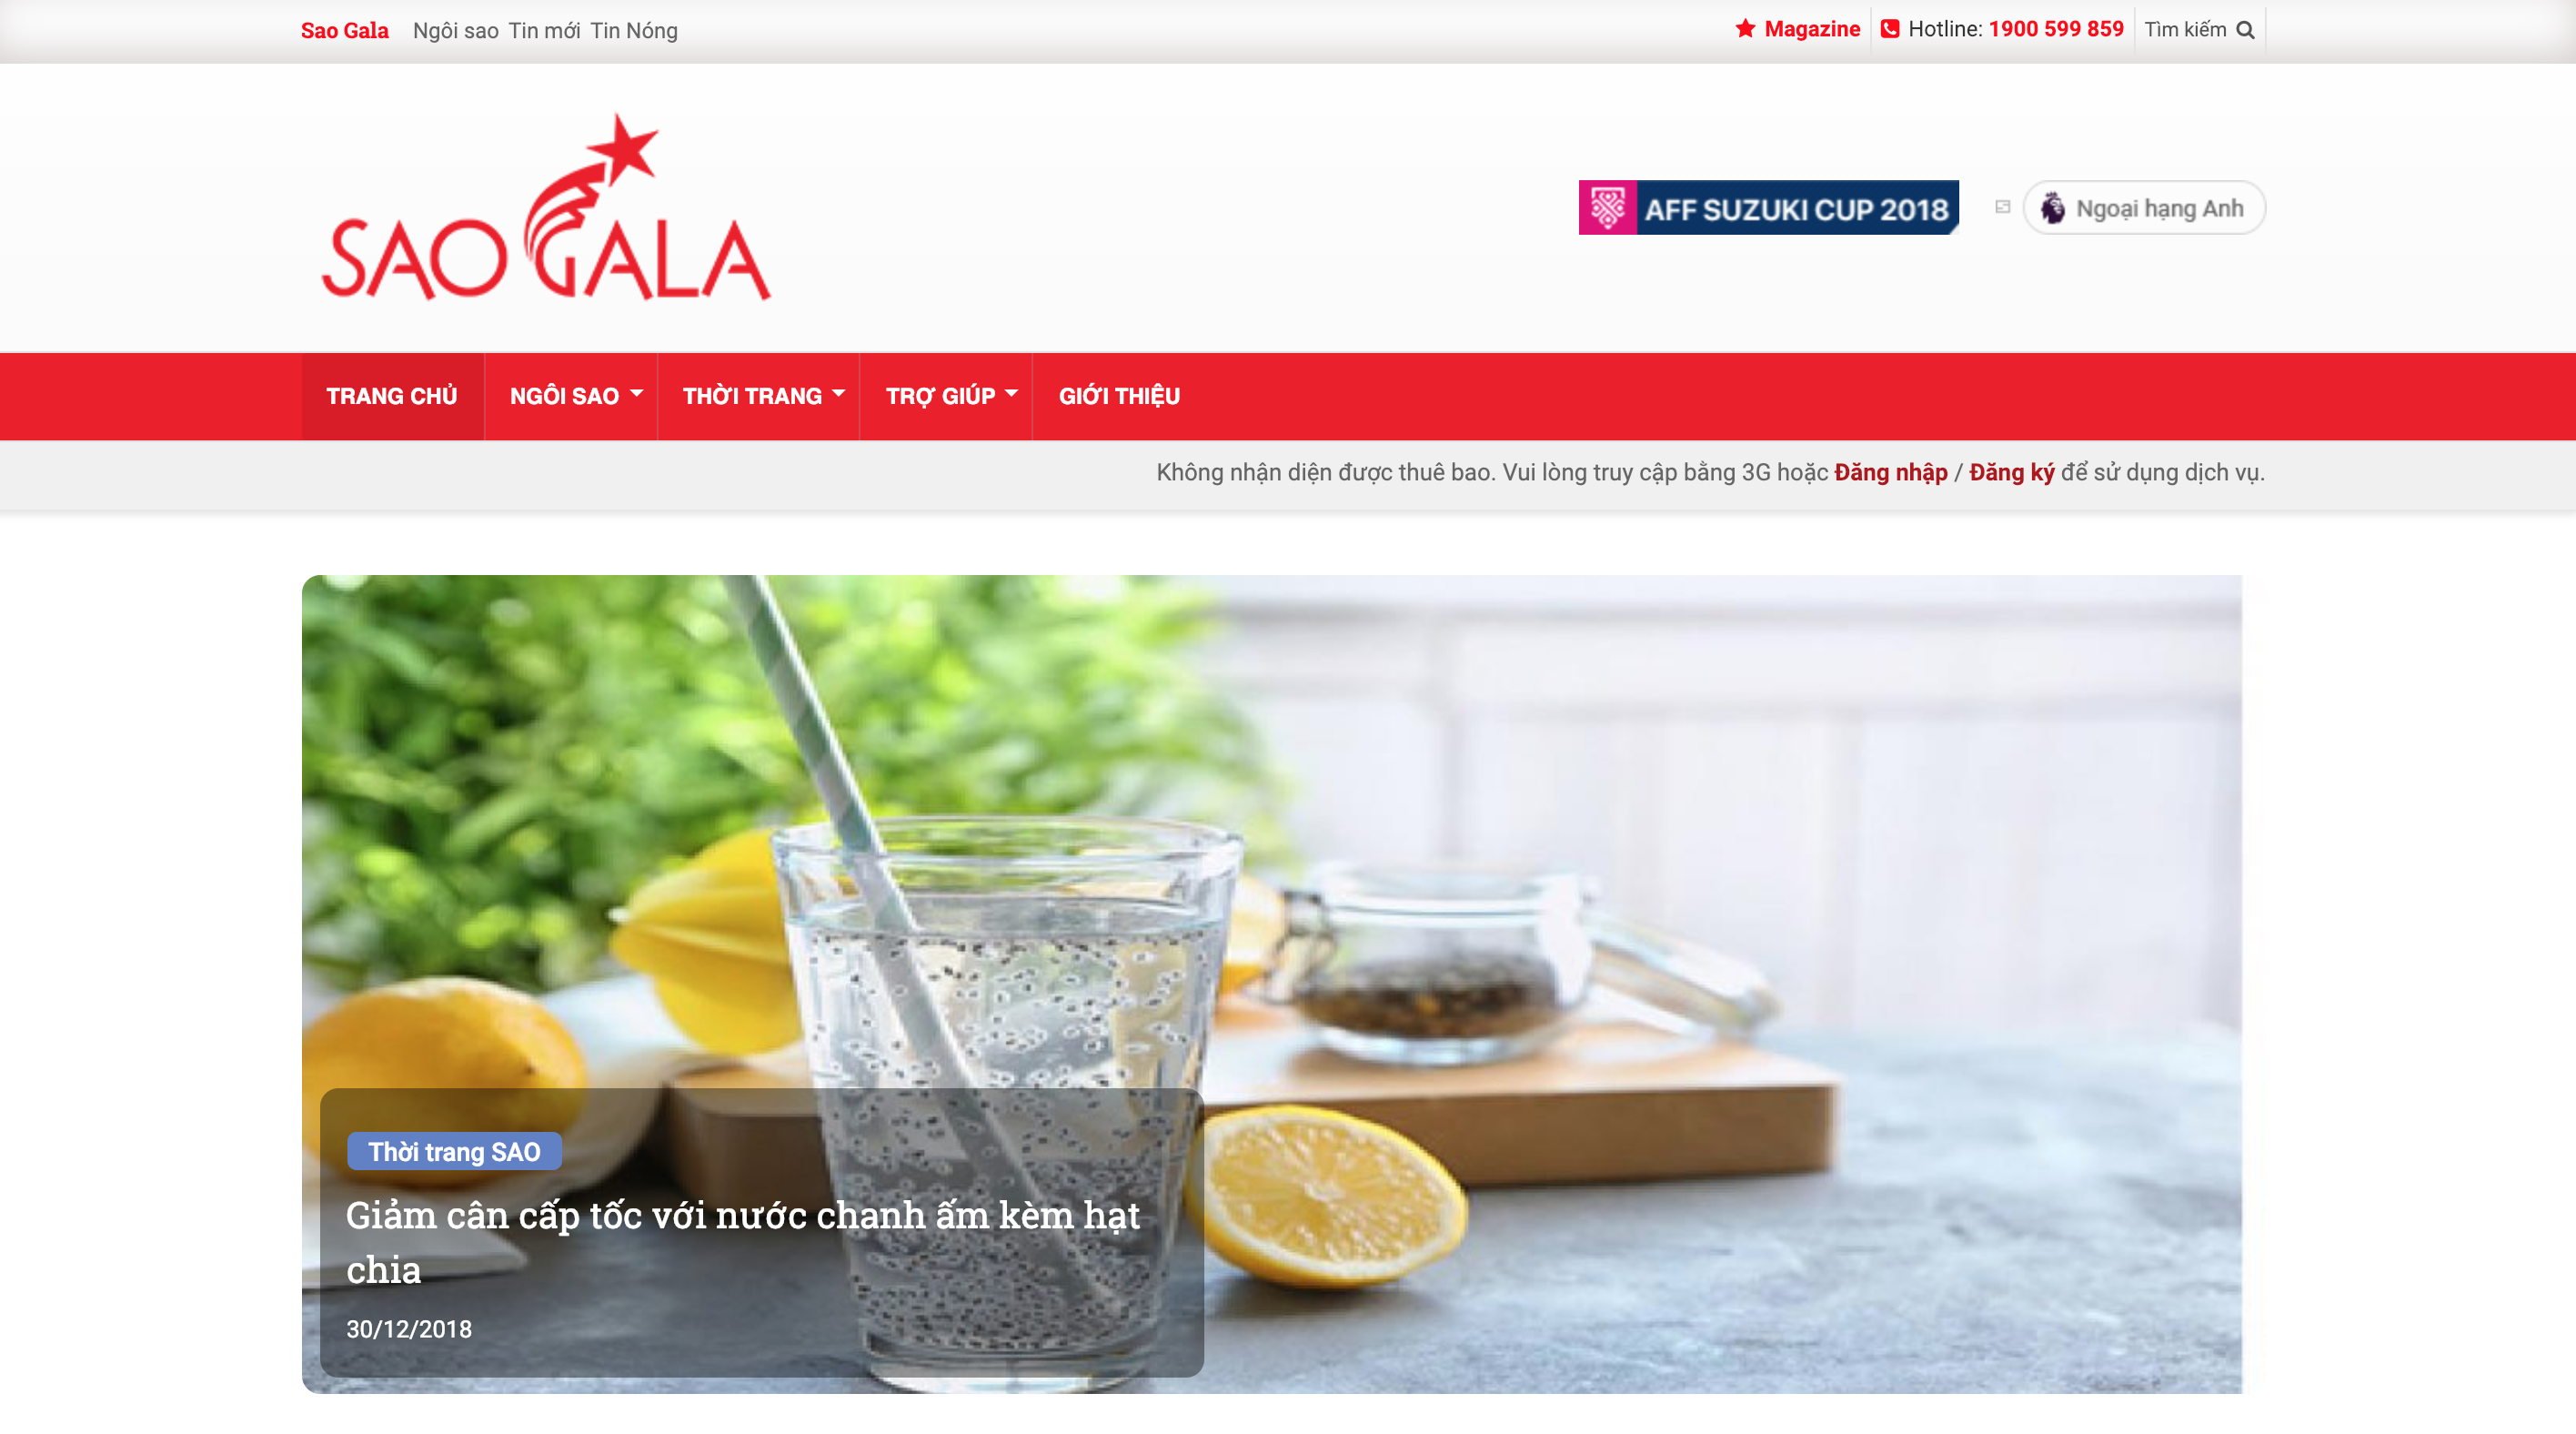 Sao Gala Ngôi sao Tin mới Tin Nóng
Magazine Hotline: 1900 599 859 Tìm kiếm
SAO GALA
AFF SUZUKI CUP 2018 Ngoại hạng Anh
TRANG CHỦ NGÔI SAO THỜI TRANG TRỢ GIÚP GIỚI THIỆU
Không nhận diện được thuê bao. Vui lòng truy cập bằng 3G hoặc Đăng nhập / Đăng ký để sử dụng dịch vụ.
Thời trang SAO
Giảm cân cấp tốc với nước chanh ấm kèm hạt
chia
30/12/2018